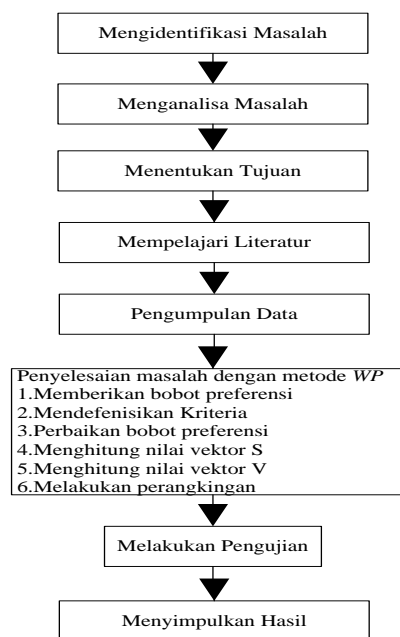 Mengidentifikasi Masalah
Menganalisa Masalah
Menentukan Tujuan
Mempelajari Literatur
Pengumpulan Data
Penyelesaian masalah dengan metode WP
1.Memberikan bobot preferensi
2.Mendefenisikan Kriteria
3.Perbaikan bobot preferensi
4.Menghitung nilai vektor S
5.Menghitung nilai vektor V
6.Melakukan perangkingan
Melakukan Pengujian
Menyimpulkan Hasil